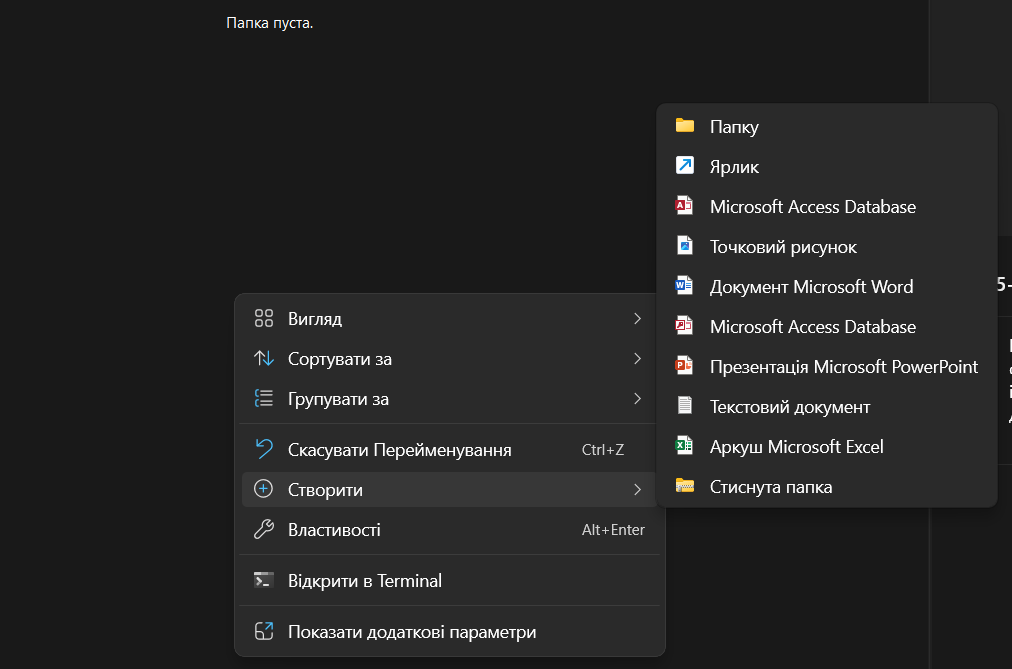 Папка пуста.
Папку
Ярлик
Microsoft Access Database
Точковий рисунок
Документ Microsoft Word
Microsoft Access Database
Презентація Microsoft PowerPoint
Текстовий документ
Аркуш Microsoft Excel
Стиснута папка
Вигляд
Сортувати за
Групувати за
Скасувати Перейменування Ctrl+Z
Створити
Властивості Alt+Enter
Відкрити в Terminal
Показати додаткові параметри